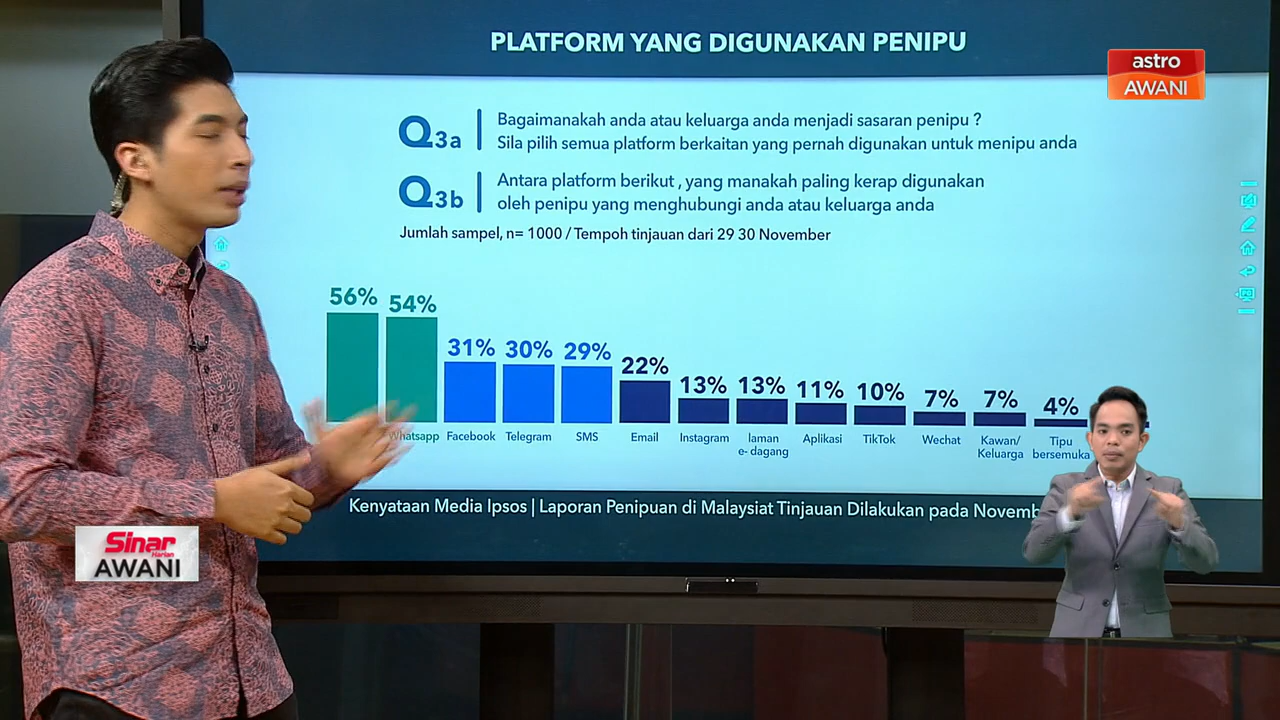 PLATFORM YANG DIGUNAKAN PENIPU
astro
AWANI
Q3a
Bagaimanakah anda atau keluarga anda menjadi sasaran penipu ?
Sila pilih semua platform berkaitan yang pernah digunakan untuk menipu anda
Q3b
Antara platform berikut , yang manakah paling kerap digunakan
oleh penipu yang menghubungi anda atau keluarga anda
Jumlah sampel, n= 1000 / Tempoh tinjauan dari 29 30 November
56% 54% 31% 30% 29% 22% 13% 13% 11% 10% 7% 7% 4%
Whatsapp Facebook Telegram SMS Email Instagram laman Aplikasi TikTok Wechat Kawan/ Tipu
e- dagang Keluarga bersemuka
Kenyataan Media Ipsos | Laporan Penipuan di Malaysiat Tinjauan Dilakukan pada
Sinar
Harian
AWANI